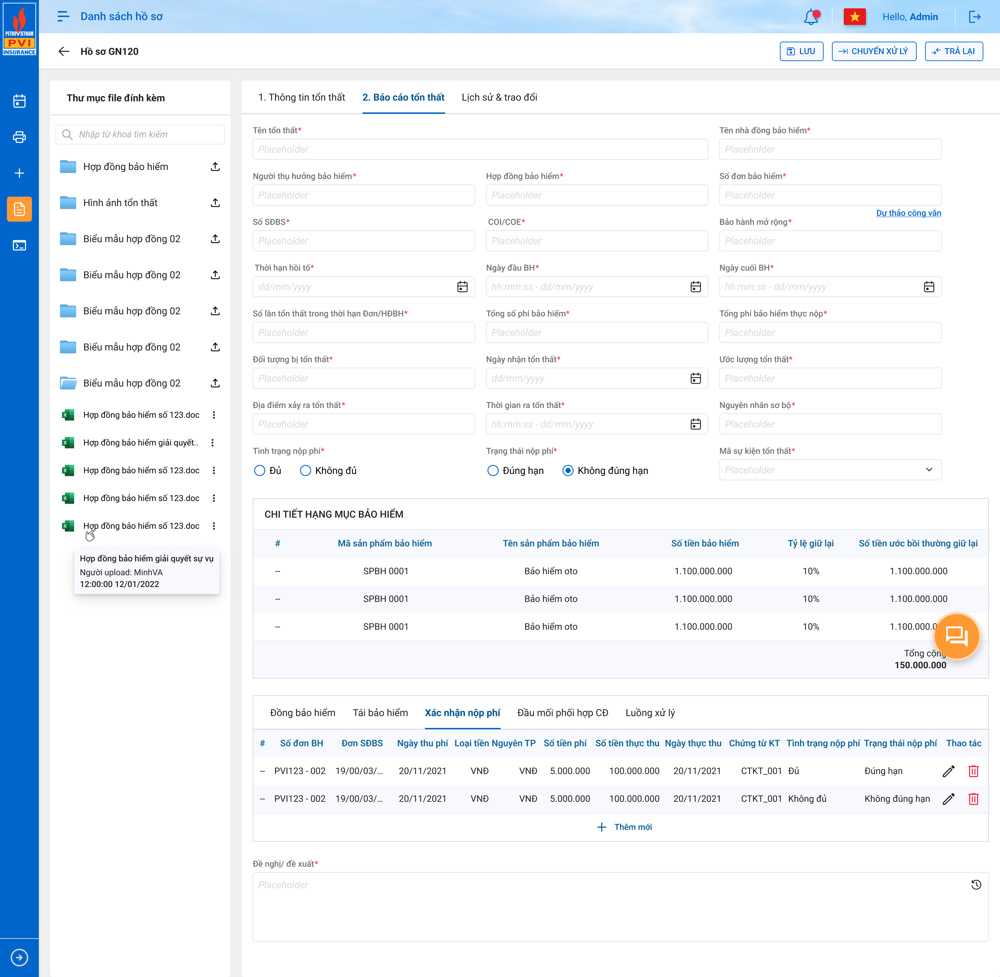 PETROVIETNAM
PVI
INSURANCE
Danh sách hồ sơ
Hello, Admin
Hồ sơ GN120
LƯU
CHUYỂN XỬ LÝ
TRẢ LẠI
Thư mục file đính kèm
Nhập từ khoá tìm kiếm
Hợp đồng bảo hiểm
Hình ảnh tổn thất
Biểu mẫu hợp đồng 02
Biểu mẫu hợp đồng 02
Biểu mẫu hợp đồng 02
Biểu mẫu hợp đồng 02
Biểu mẫu hợp đồng 02
Hợp đồng bảo hiểm số 123.doc
Hợp đồng bảo hiểm giải quyết..
Hợp đồng bảo hiểm số 123.doc
Hợp đồng bảo hiểm số 123.doc
Hợp đồng bảo hiểm số 123.doc
Hợp đồng bảo hiểm giải quyết sự vụ
Người upload: MinhVA
12:00:00 12/01/2022
1. Thông tin tổn thất 2. Báo cáo tổn thất Lịch sử & trao đổi
Tên tổn thất* Tên nhà đồng bảo hiểm*
Placeholder Placeholder
Người thụ hưởng bảo hiểm* Hợp đồng bảo hiểm* Số đơn bảo hiểm*
Placeholder Placeholder Placeholder
Dự thảo công văn
Số SĐBS* COI/COE* Bảo hành mở rộng*
Placeholder Placeholder Placeholder
Thời hạn hồi tố* Ngày đầu BH* Ngày cuối BH*
dd/mm/yyyy hh:mm:ss - dd/mm/yyyy hh:mm:ss - dd/mm/yyyy
Số lần tổn thất trong thời hạn Đơn/HĐBH* Tổng số phí bảo hiểm* Tổng phí bảo hiểm thực nộp*
Placeholder Placeholder Placeholder
Đối tượng bị tổn thất* Ngày nhận tổn thất* Ước lượng tổn thất*
Placeholder dd/mm/yyyy Placeholder
Địa điểm xảy ra tổn thất* Thời gian ra tổn thất* Nguyên nhân sơ bộ*
Placeholder hh:mm:ss - dd/mm/yyyy Placeholder
Tình trạng nộp phí* Trạng thái nộp phí* Mã sự kiện tổn thất*
Đủ Không đủ Đúng hạn Không đúng hạn Placeholder
CHI TIẾT HẠNG MỤC BẢO HIỂM
# Mã sản phẩm bảo hiểm Tên sản phẩm bảo hiểm Số tiền bảo hiểm Tỷ lệ giữ lại Số tiền ước bồi thường giữ lại
-- SPBH 0001 Bảo hiểm oto 1.100.000.000 10% 1.100.000.000
-- SPBH 0001 Bảo hiểm oto 1.100.000.000 10% 1.100.000.000
-- SPBH 0001 Bảo hiểm oto 1.100.000.000 10% 1.100.000.0
Tổng cộng
150.000.000
Đồng bảo hiểm Tái bảo hiểm Xác nhận nộp phí Đầu mối phối hợp CĐ Luồng xử lý
# Số đơn BH Đơn SĐBS Ngày thu phí Loại tiền Nguyên TP Số tiền phí Số tiền thực thu Ngày thực thu Chứng từ KT Tình trạng nộp phí Trạng thái nộp phí Thao tác
-- PVI123 - 002 19/00/03/... 20/11/2021 VNĐ VNĐ 5.000.000 100.000.000 20/11/2021 CTKT_001 Đủ Đúng hạn
-- PVI123 - 002 19/00/03/... 20/11/2021 VNĐ VNĐ 5.000.000 100.000.000 20/11/2021 CTKT_001 Không đủ Không đúng hạn
Thêm mới
Đề nghị/ đề xuất*
Placeholder